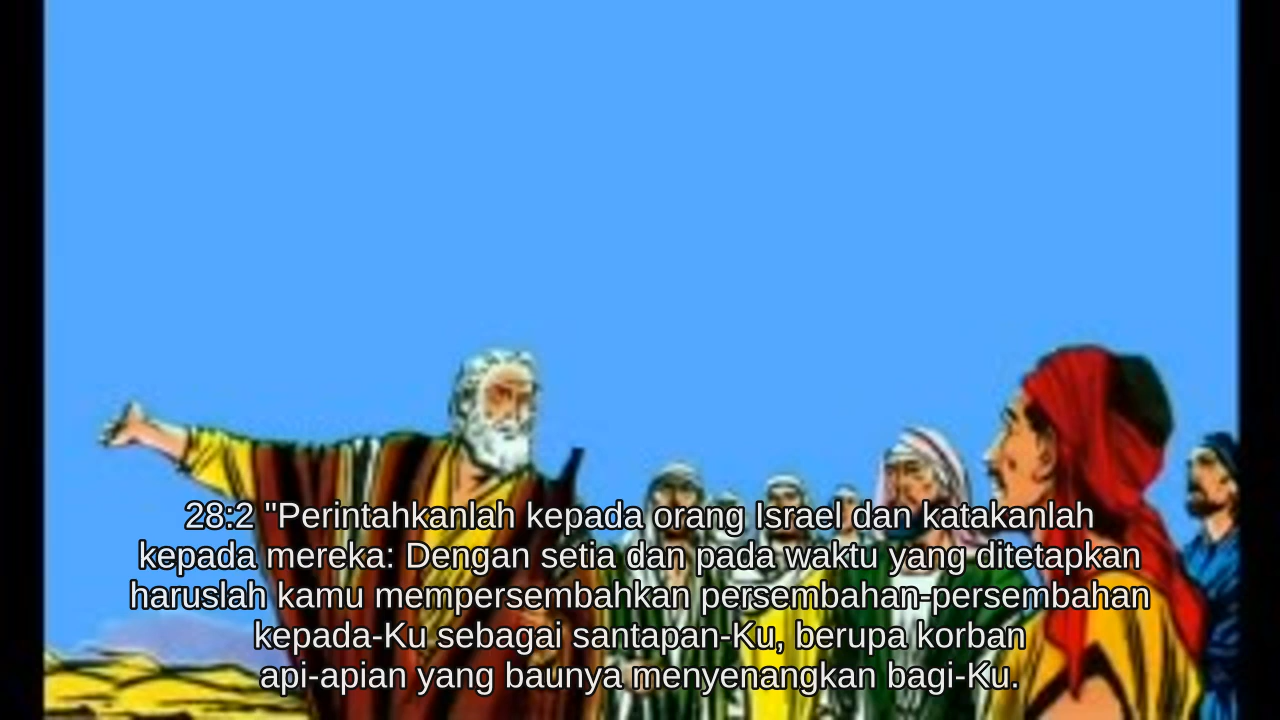 28:2 "Perintahkanlah kepada orang Israel dan katakanlah
kepada mereka: Dengan setia dan pada waktu yang ditetapkan
haruslah kamu mempersembahkan persembahan-persembahan
kepada-Ku sebagai santapan-Ku, berupa korban
api-apian yang baunya menyenangkan bagi-Ku.